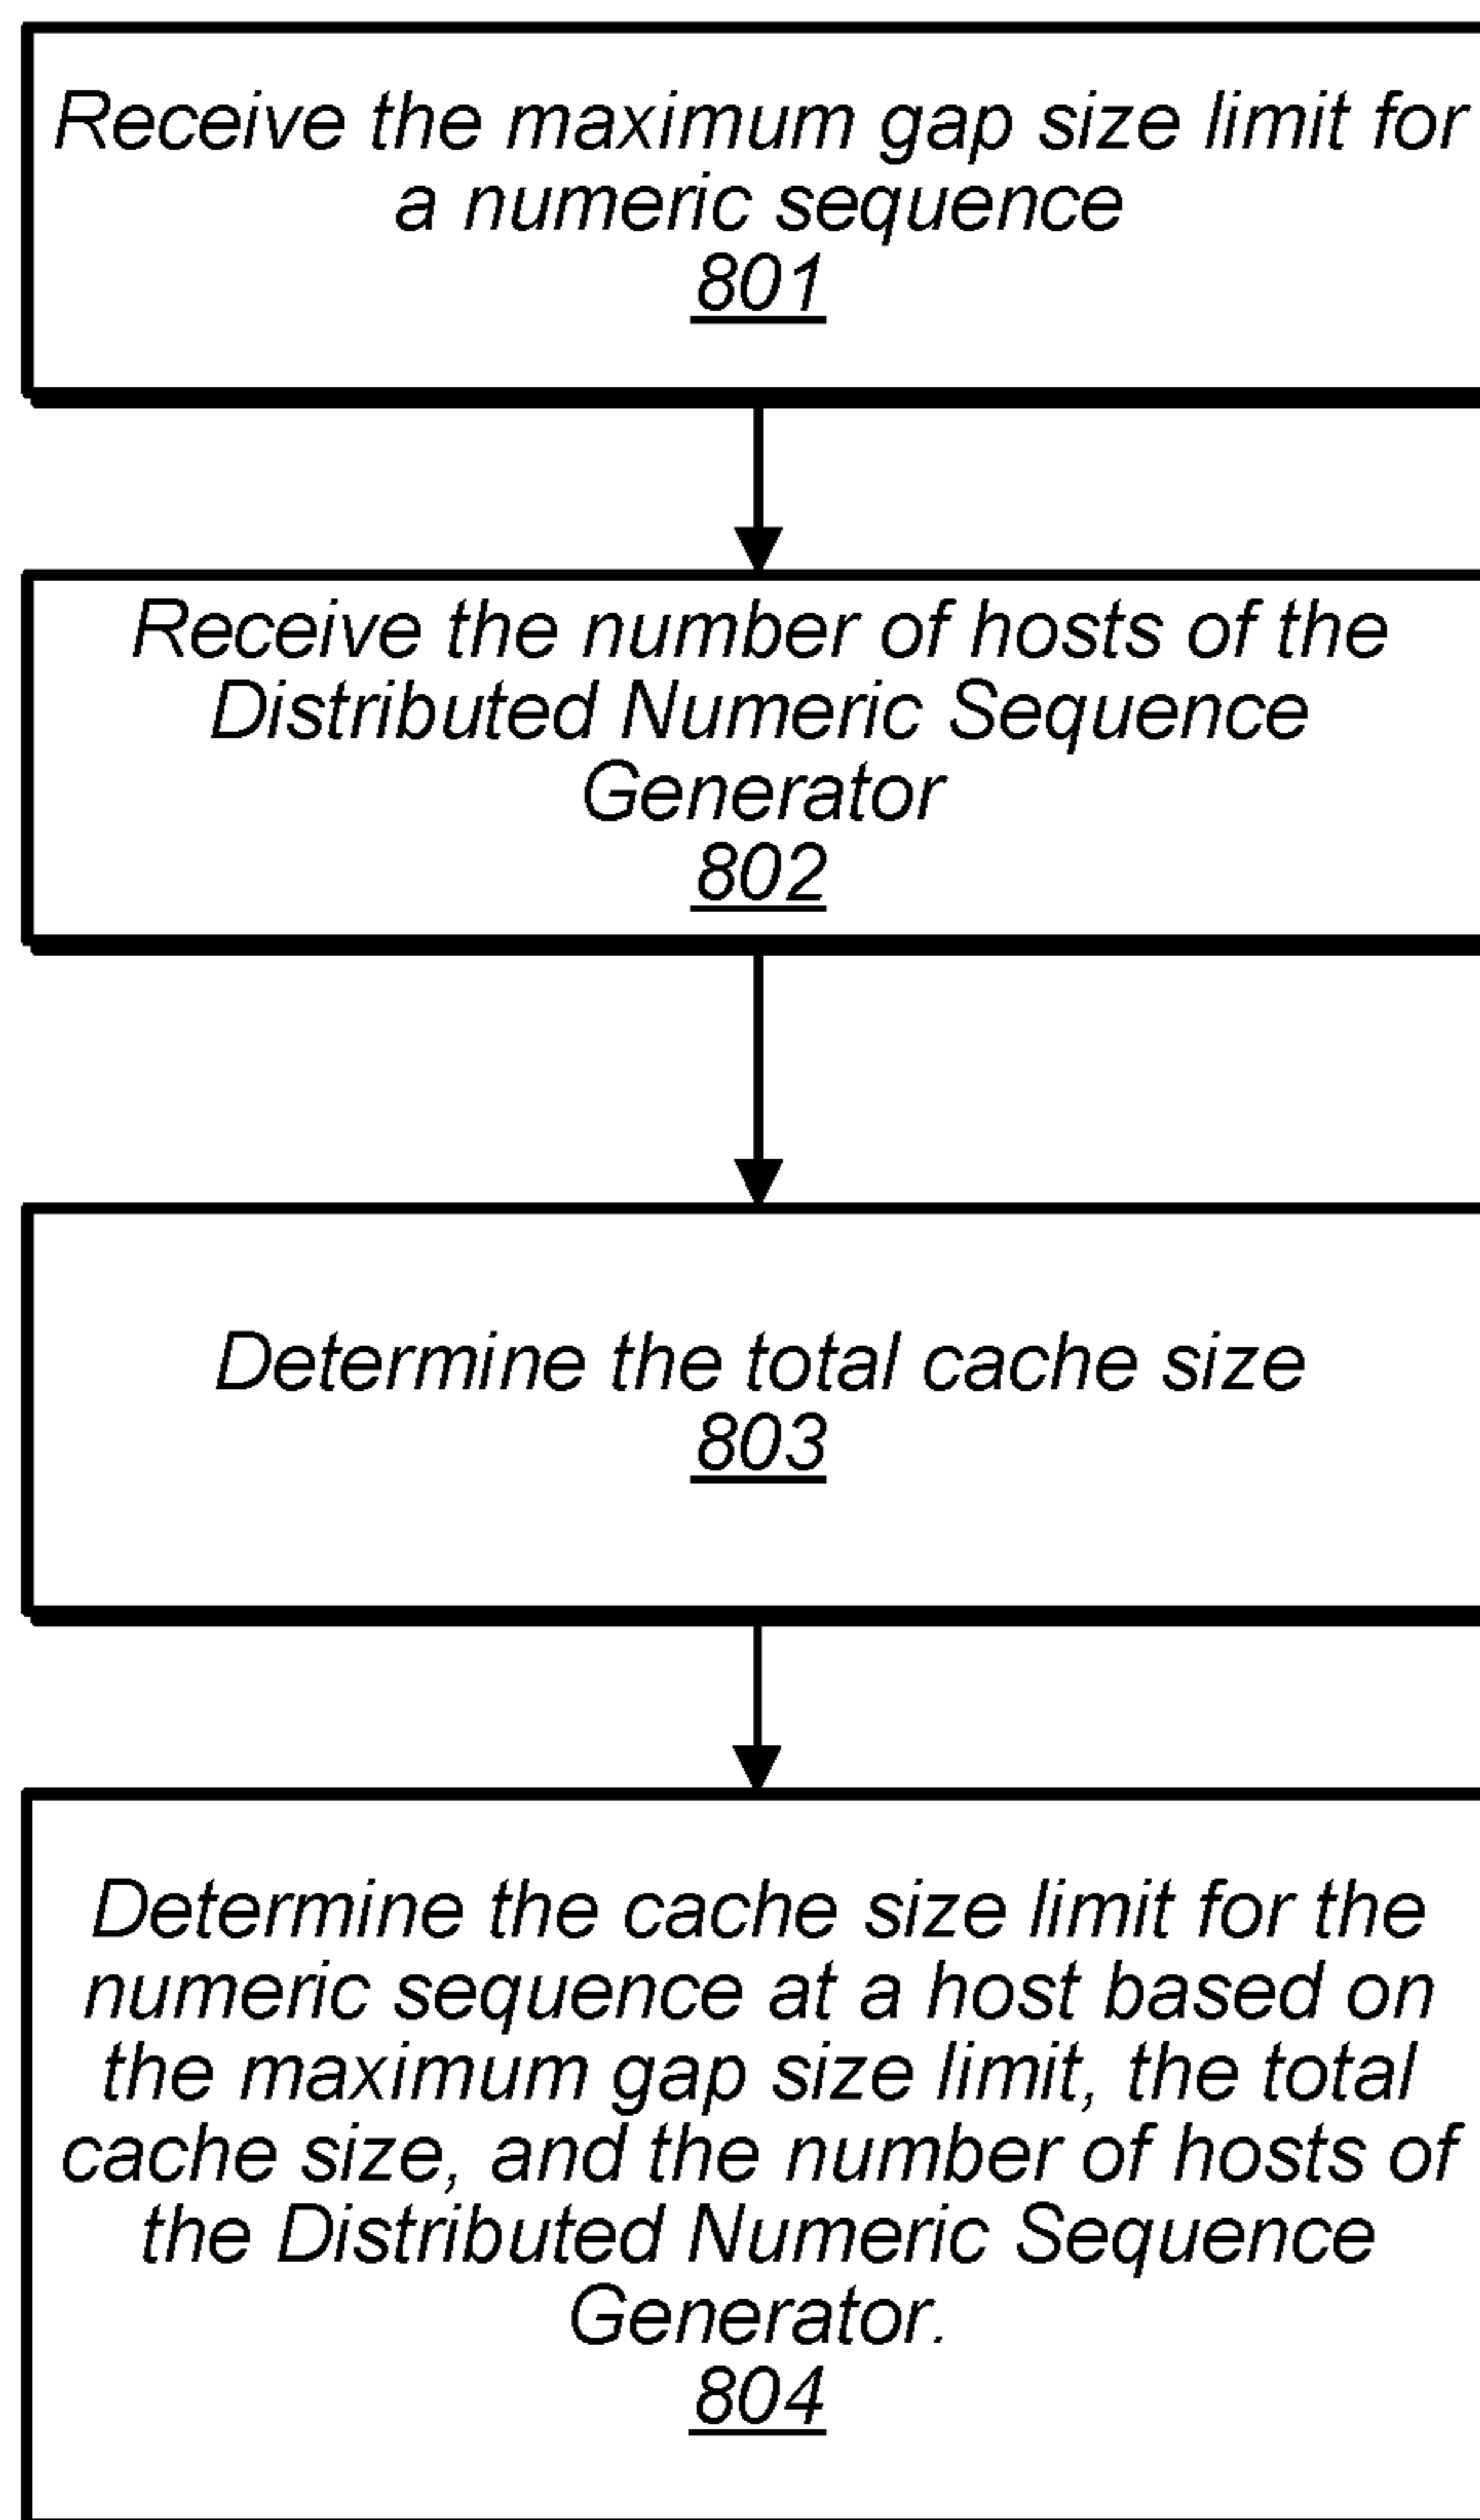 Receive the maximum gap size limit for
a numeric sequence
801
Receive the number of hosts of the
Distributed Numeric Sequence
Generator
802
Determine the total cache size
803
Determine the cache size limit for the
numeric sequence at a host based on
the maximum gap size limit, the total
cache size, and the number of hosts of
the Distributed Numeric Sequence
Generator.
804